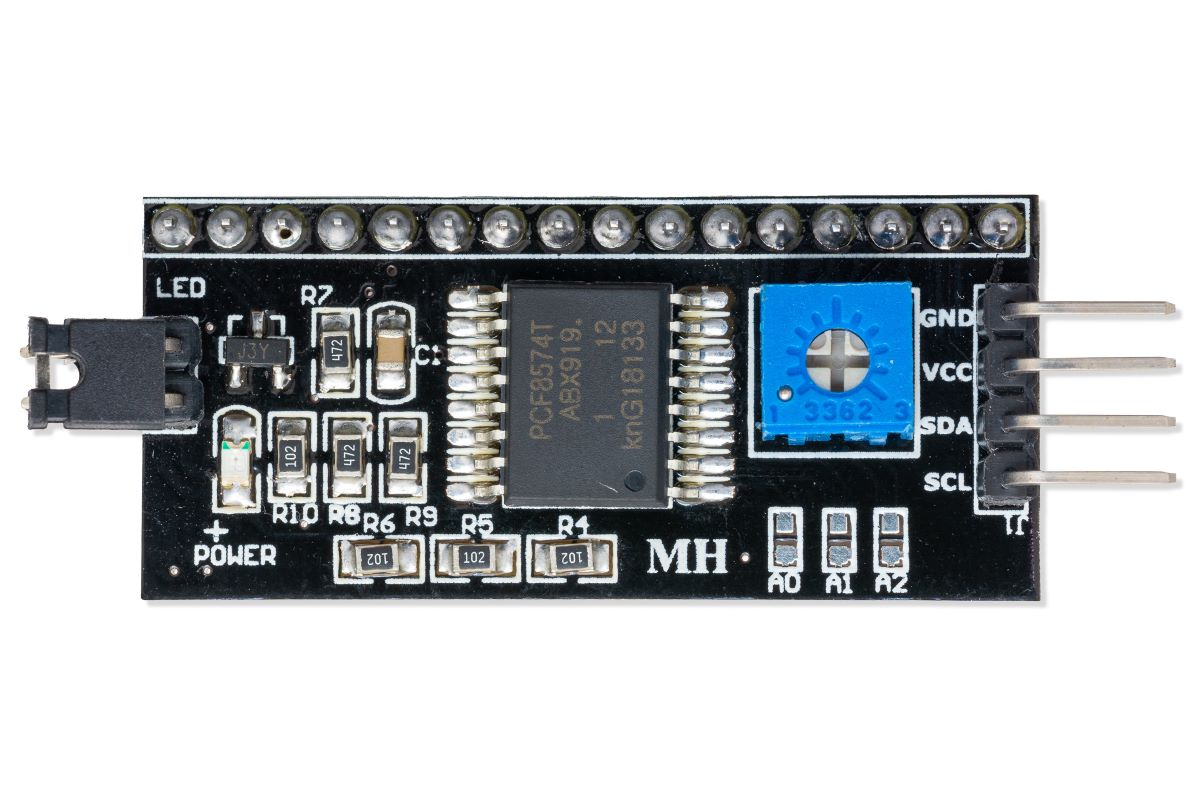 LED
R7
J3Y
472
C1
PCF8574T
ABX919.
1 12
knG18133
1 3362 3
GND
VCC
SDA
SCL
J1
102
472
472
R10
R8
R9
+
POWER
R6
R5
R4
102
102
102
MH
A0
A1
A2